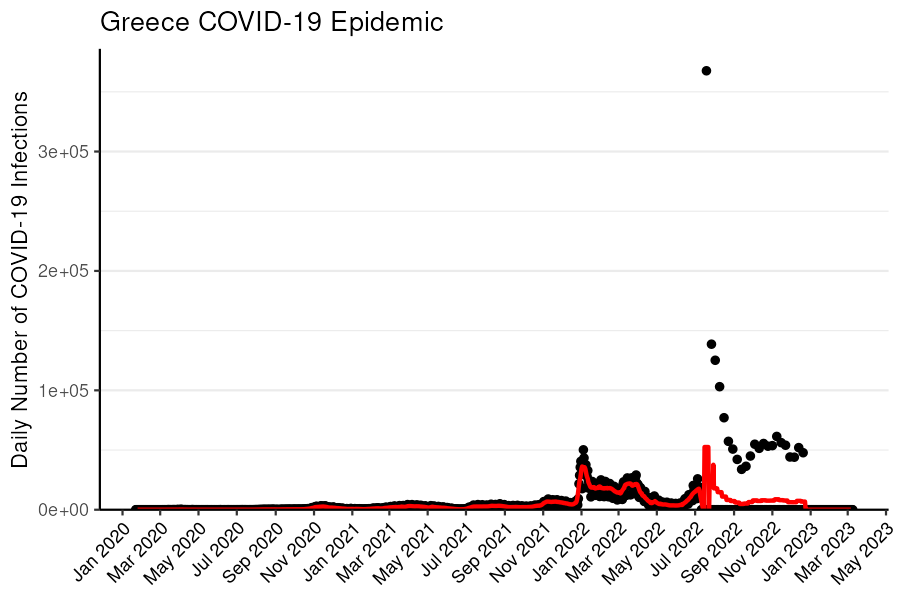 Greece COVID-19 Epidemic
Daily Number of COVID-19 Infections
3e+05
2e+05
1e+05
0e+00
Jan 2020
Mar 2020
May 2020
Jul 2020
Sep 2020
Nov 2020
Jan 2021
Mar 2021
May 2021
Jul 2021
Sep 2021
Nov 2021
Jan 2022
Mar 2022
May 2022
Jul 2022
Sep 2022
Nov 2022
Jan 2023
Mar 2023
May 2023